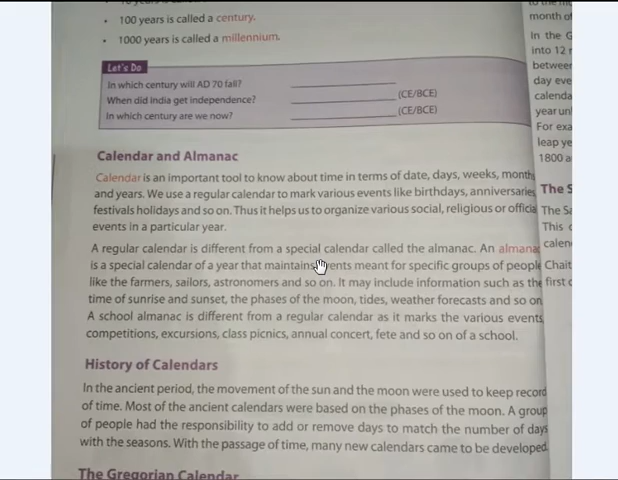 • 100 years is called a century.
• 1000 years is called a millennium.
Let's Do
In which century will AD 70 fall?
When did India get independence? (CE/BCE)
In which century are we now? (CE/BCE)
Calendar and Almanac
Calendar is an important tool to know about time in terms of date, days, weeks, month
and years. We use a regular calendar to mark various events like birthdays, anniversaries
festivals holidays and so on. Thus it helps us to organize various social, religious or official
events in a particular year.
A regular calendar is different from a special calendar called the almanac. An almanac
is a special calendar of a year that maintains events meant for specific groups of people
like the farmers, sailors, astronomers and so on. It may include information such as the
time of sunrise and sunset, the phases of the moon, tides, weather forecasts and so on
A school almanac is different from a regular calendar as it marks the various events
competitions, excursions, class picnics, annual concert, fete and so on of a school.
History of Calendars
In the ancient period, the movement of the sun and the moon were used to keep record
of time. Most of the ancient calendars were based on the phases of the moon. A group
of people had the responsibility to add or remove days to match the number of days
with the seasons. With the passage of time, many new calendars came to be developed
The Gregorian Calendar
month of
In the G
into 12
between
day eve
calenda
year un
For exa
leap ye
1800 a
The S
The Sa
This
calen
Chait
first